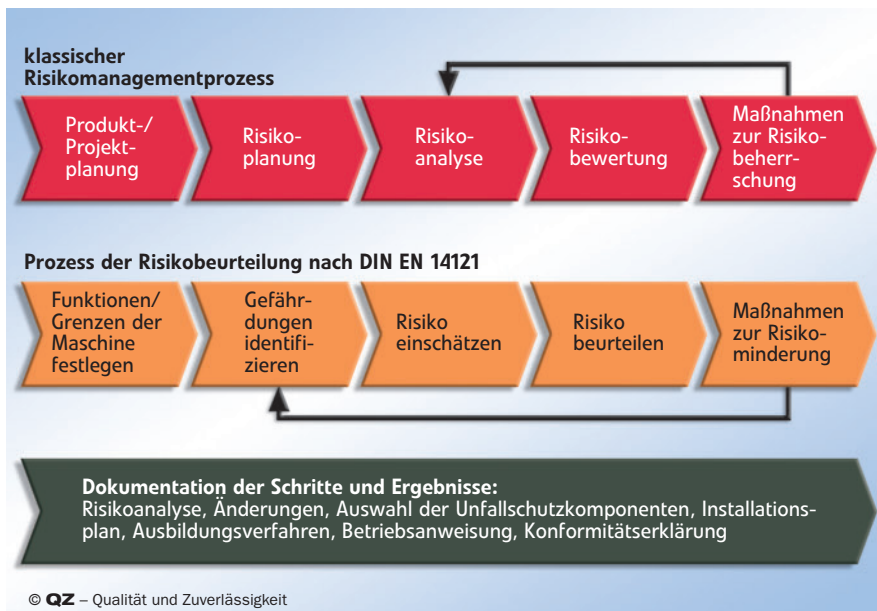 klassischer
Risikomanagementprozess
Produkt-/
Projekt-
planung
Risiko-
planung
Risiko-
analyse
Risiko-
bewertung
Maßnahmen
zur Risiko-
beherr-
schung
Prozess der Risikobeurteilung nach DIN EN 14121
Funktionen/
Grenzen der
Maschine
festlegen
Gefähr-
dungen
identifi-
zieren
Risiko
einschätzen
Risiko
beurteilen
Maßnahmen
zur Risiko-
minderung
Dokumentation der Schritte und Ergebnisse:
Risikoanalyse, Änderungen, Auswahl der Unfallschutzkomponenten, Installations-
plan, Ausbildungsverfahren, Betriebsanweisung, Konformitätserklärung
© QZ – Qualität und Zuverlässigkeit